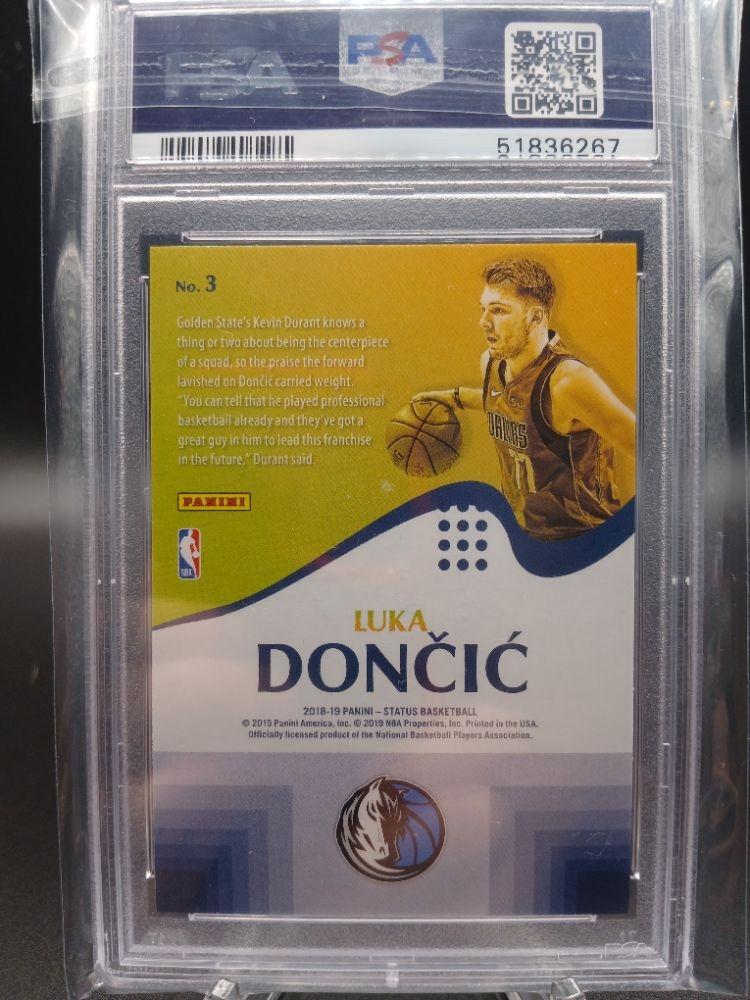 PSA PSA
51836267
No. 3
Golden State's Kevin Durant knows a
thing or two about being the centerpiece
of a squad, so the praise the forward
lavished on Dončić carried weight.
"You can tell that he played professional
basketball already and they've got a
great guy in him to lead this franchise
in the future," Durant said.
77
PANINI
NBA
LUKA
DONČIĆ
2018-19 PANINI – STATUS BASKETBALL
© 2019 Panini America, Inc. © 2019 NBA Properties, Inc. Printed in the USA.
Officially licensed product of the National Basketball Players Association.
PSA